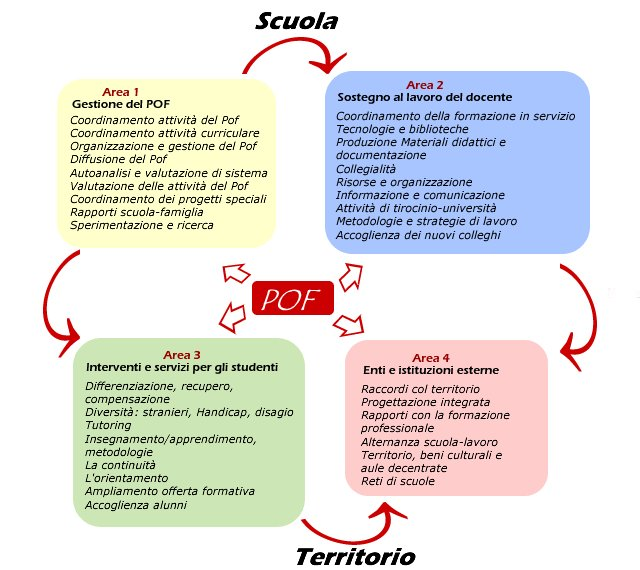 Scuola
Area 1
Gestione del POF
Coordinamento attività del Pof
Coordinamento attività curriculare
Organizzazione e gestione del Pof
Diffusione del Pof
Autoanalisi e valutazione di sistema
Valutazione delle attività del Pof
Coordinamento dei progetti speciali
Rapporti scuola-famiglia
Sperimentazione e ricerca
Area 2
Sostegno al lavoro del docente
Coordinamento della formazione in servizio
Tecnologie e biblioteche
Produzione Materiali didattici e
documentazione
Collegialità
Risorse e organizzazione
Informazione e comunicazione
Attività di tirocinio-università
Metodologie e strategie di lavoro
Accoglienza dei nuovi colleghi
POF
Area 3
Interventi e servizi per gli studenti
Differenziazione, recupero,
compensazione
Diversità: stranieri, Handicap, disagio
Tutoring
Insegnamento/apprendimento,
metodologie
La continuità
L'orientamento
Ampliamento offerta formativa
Accoglienza alunni
Area 4
Enti e istituzioni esterne
Raccordi col territorio
Progettazione integrata
Rapporti con la formazione
professionale
Alternanza scuola-lavoro
Territorio, beni culturali e
aule decentrate
Reti di scuole
Territorio